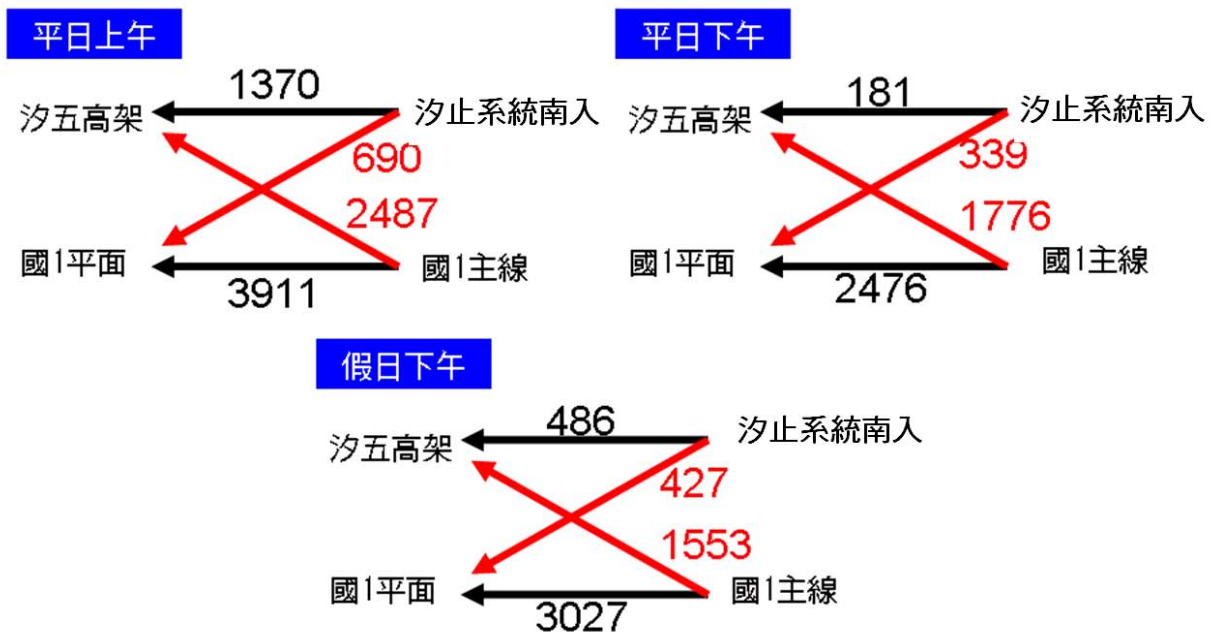 平日上午
1370
汐五高架
汐止系統南入
690
2487
國1平面
國1主線
3911
平日下午
181
汐五高架
汐止系統南入
339
1776
國1平面
國1主線
2476
假日下午
486
汐五高架
汐止系統南入
427
1553
國1平面
國1主線
3027